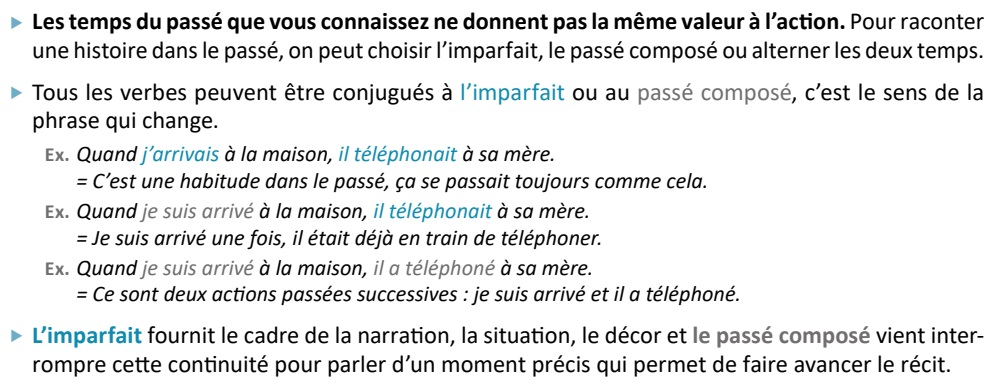 ▶ Les temps du passé que vous connaissez ne donnent pas la même valeur à l’action. Pour raconter
une histoire dans le passé, on peut choisir l’imparfait, le passé composé ou alterner les deux temps.
▶ Tous les verbes peuvent être conjugués à l’imparfait ou au passé composé, c’est le sens de la
phrase qui change.
Ex. Quand j’arrivais à la maison, il téléphonait à sa mère.
= C’est une habitude dans le passé, ça se passait toujours comme cela.
Ex. Quand je suis arrivé à la maison, il téléphonait à sa mère.
= Je suis arrivé une fois, il était déjà en train de téléphoner.
Ex. Quand je suis arrivé à la maison, il a téléphoné à sa mère.
= Ce sont deux actions passées successives : je suis arrivé et il a téléphoné.
▶ L’imparfait fournit le cadre de la narration, la situation, le décor et le passé composé vient inter-
rompre cette continuité pour parler d’un moment précis qui permet de faire avancer le récit.